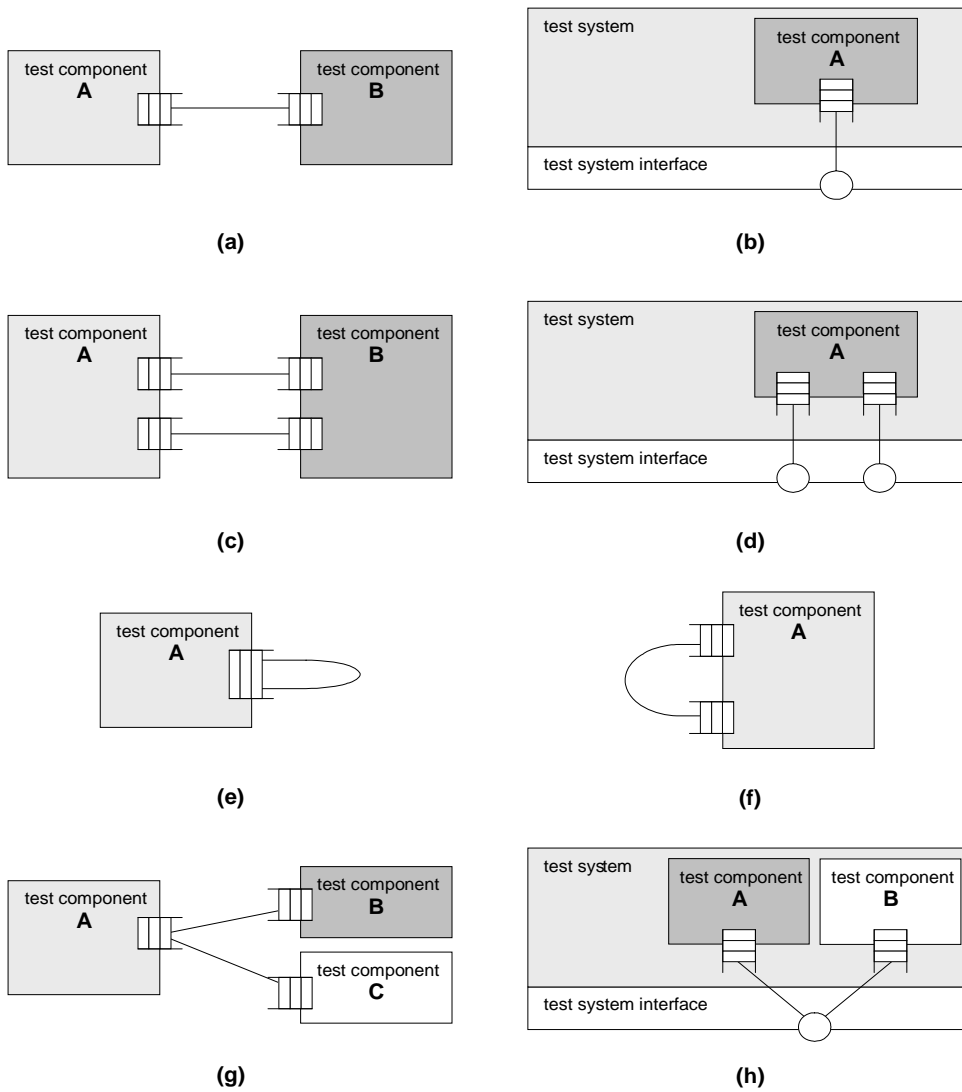 test component
A
test component
B
(a)
test system
test component
A
test system interface
(b)
test component
A
test component
B
(c)
test system
test component
A
test system interface
(d)
test component
A
(e)
test component
A
(f)
test component
A
test component
B
test component
C
(g)
test system
test component
A
test component
B
test system interface
(h)